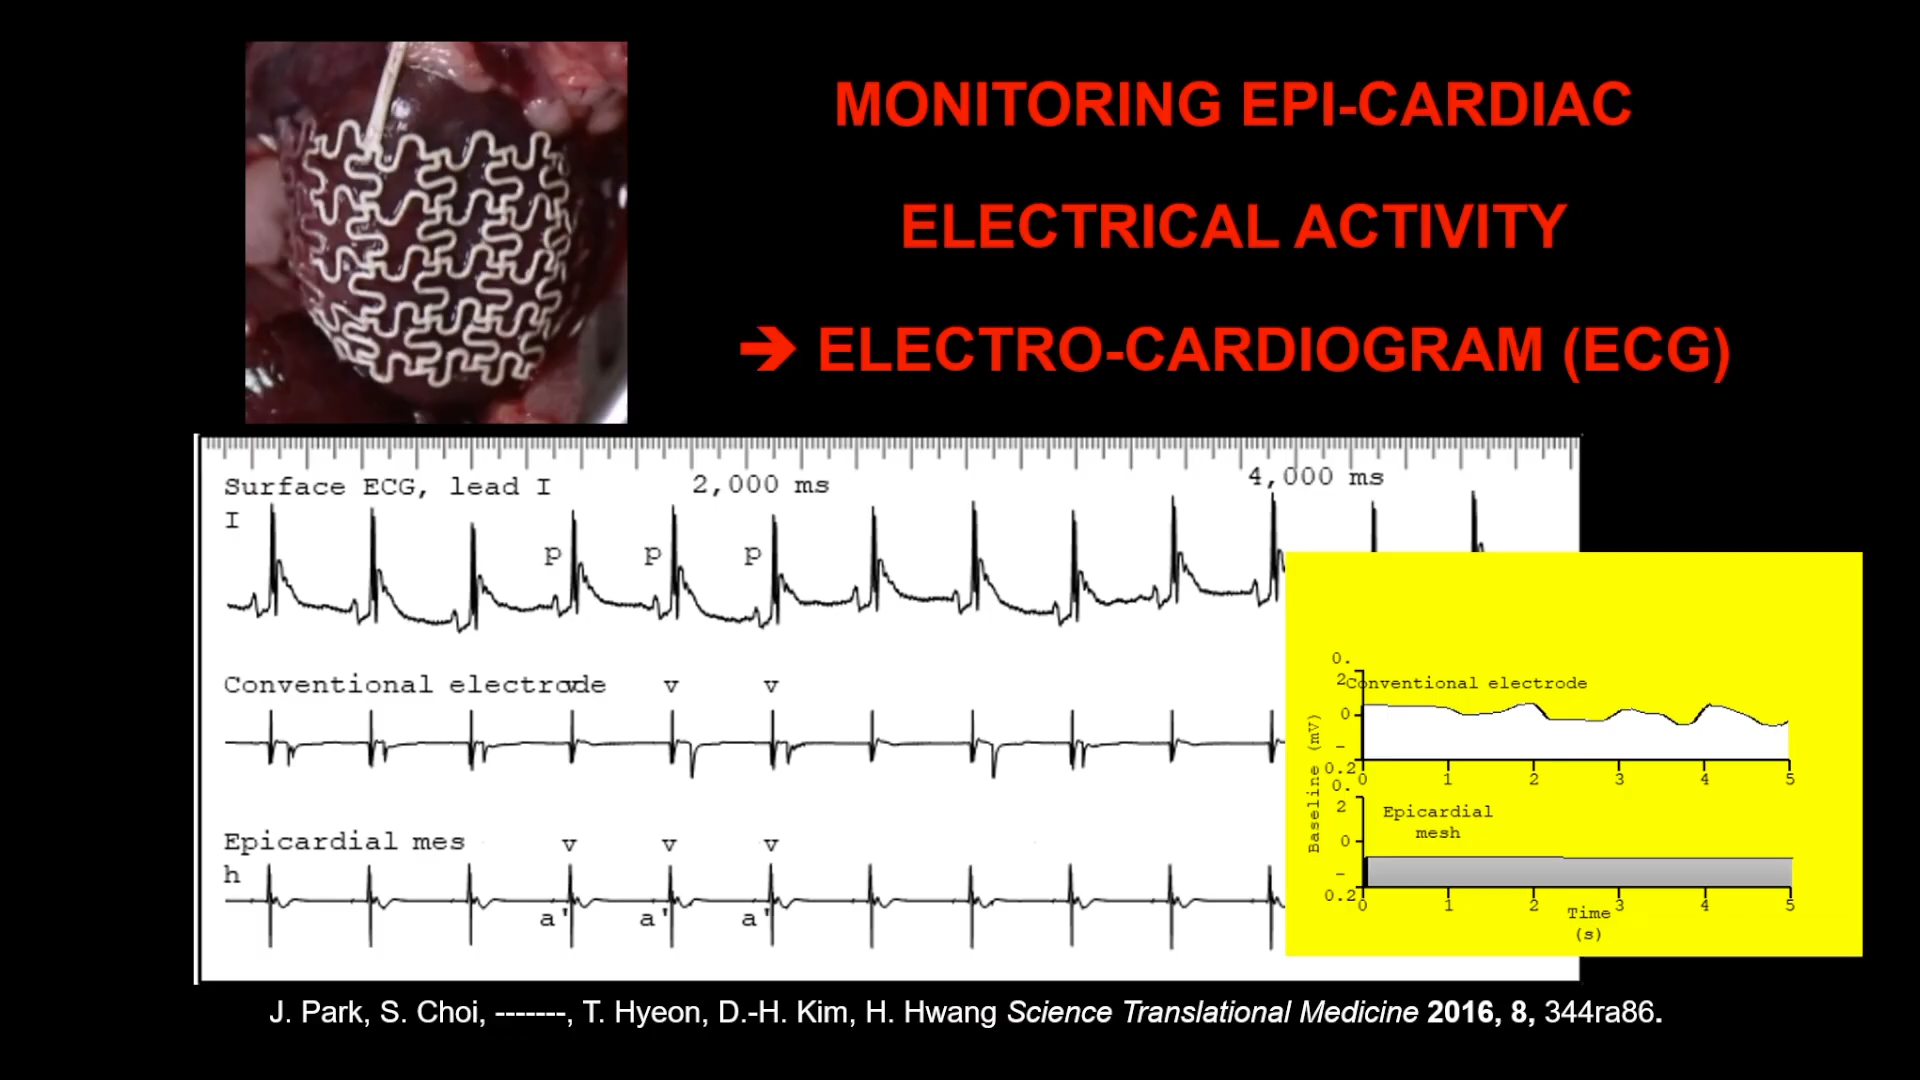 MONITORING EPI-CARDIAC
ELECTRICAL ACTIVITY
➔ ELECTRO-CARDIOGRAM (ECG)
Surface ECG, lead I
2,000 ms
4,000 ms
I
p p p
Conventional electrode
v v v
Epicardial mes
h
v v v
a' a' a'
0.
2
Conventional electrode
0
–
0.2
0 1 2 3 4 5
Baseline (mV)
0.
2
Epicardial
mesh
0
–
0.2
0 1 2 3 4 5
Time
(s)
J. Park, S. Choi, -------, T. Hyeon, D.-H. Kim, H. Hwang Science Translational Medicine 2016, 8, 344ra86.